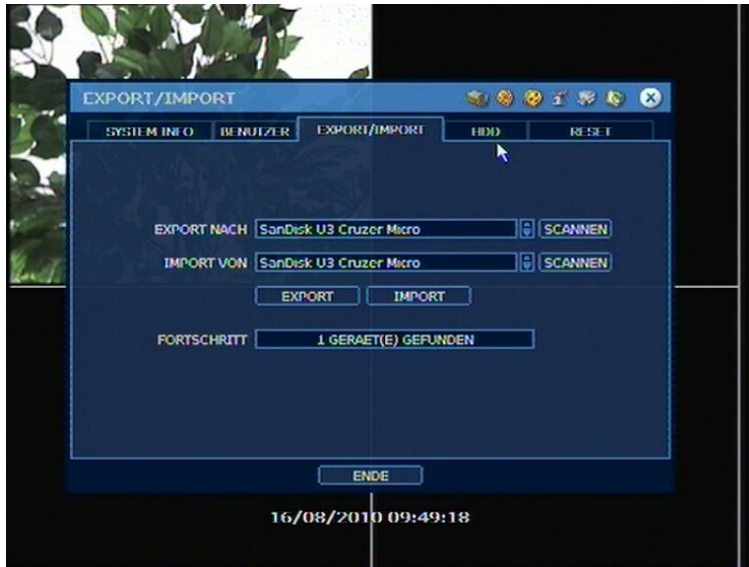 EXPORT/IMPORT
SYSTEM INFO BENUTZER EXPORT/IMPORT HDD RESET
EXPORT NACH SanDisk U3 Cruzer Micro SCANNEN
IMPORT VON SanDisk U3 Cruzer Micro SCANNEN
EXPORT IMPORT
FORTSCHRITT 1 GERAET(E) GEFUNDEN
ENDE
16/08/2010 09:49:18